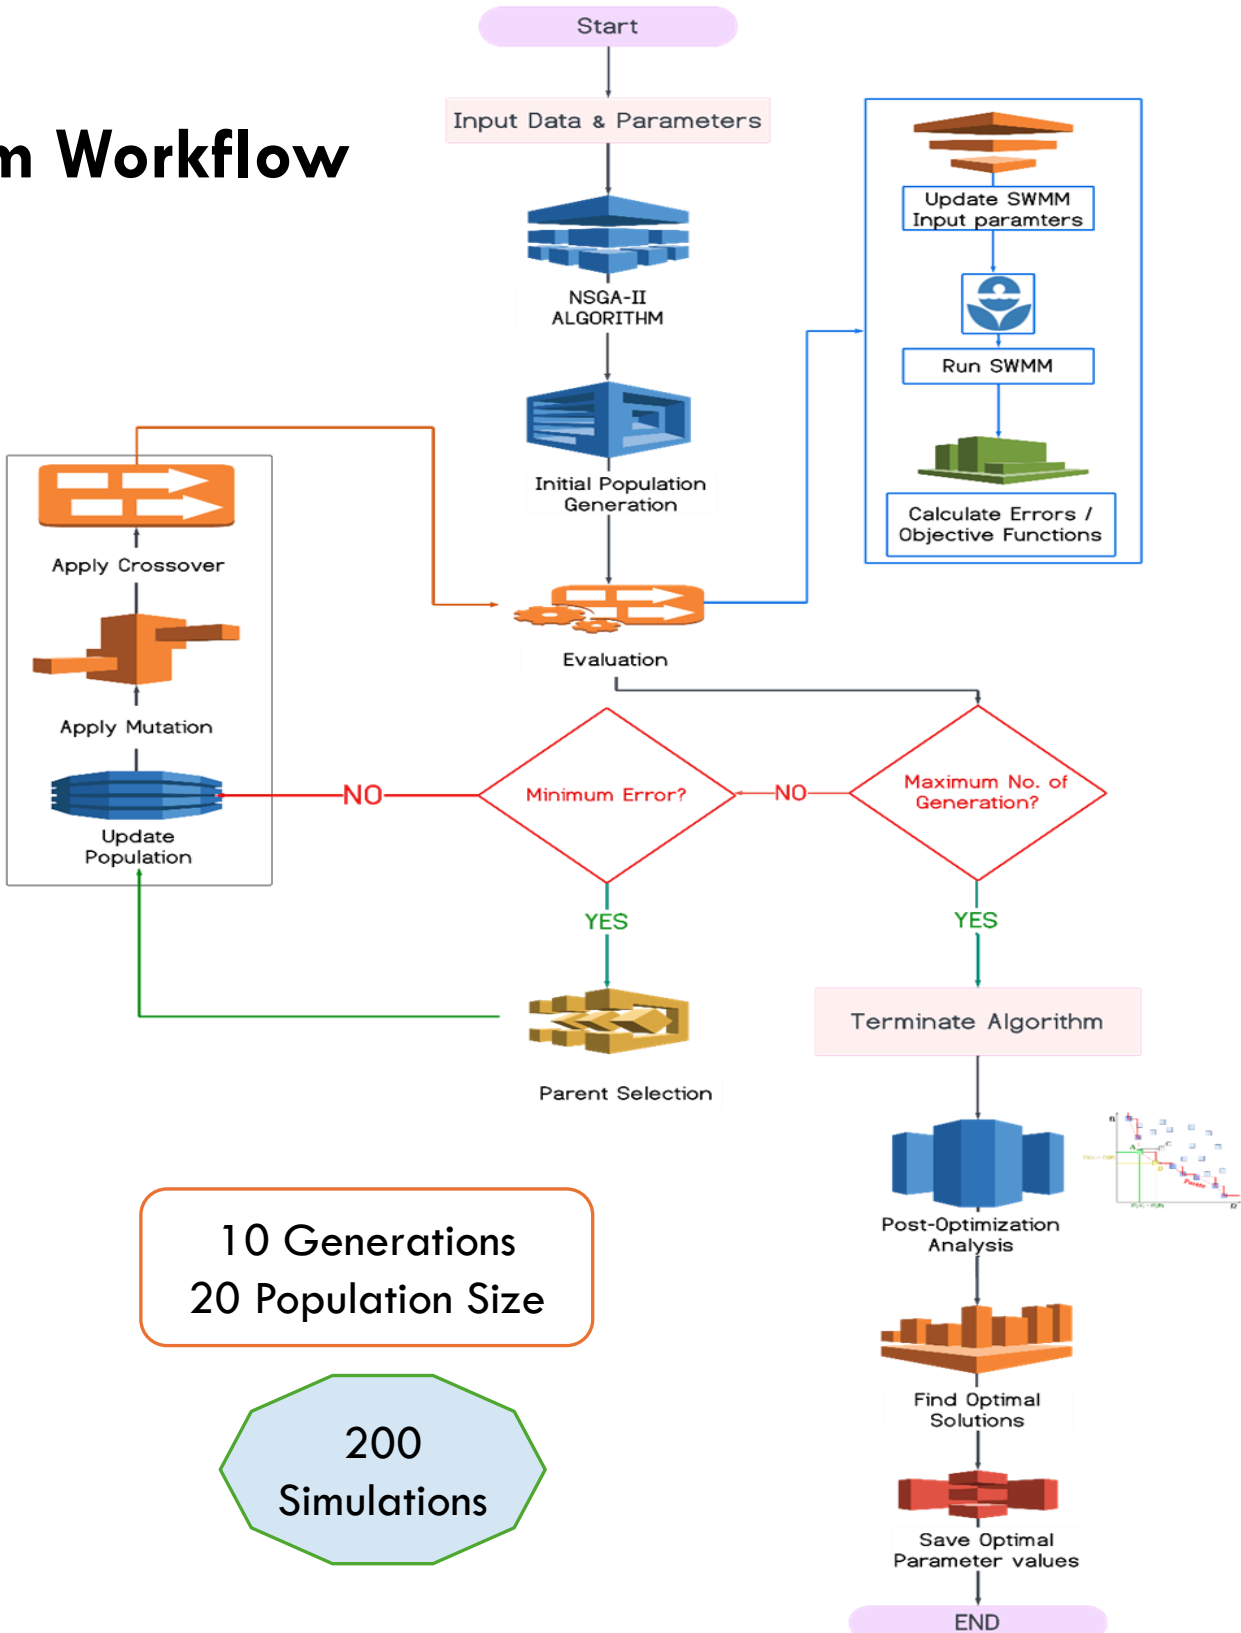 m Workflow
Start
Input Data & Parameters
NSGA-II
ALGORITHM
Initial Population
Generation
Evaluation
Update SWMM
Input paramters
Run SWMM
Calculate Errors /
Objective Functions
Apply Crossover
Apply Mutation
Update
Population
NO
Minimum Error?
NO
Maximum No. of
Generation?
YES
YES
Parent Selection
Terminate Algorithm
Post-Optimization
Analysis
Pareto
A
C
Find Optimal
Solutions
Save Optimal
Parameter values
END
10 Generations
20 Population Size
200
Simulations